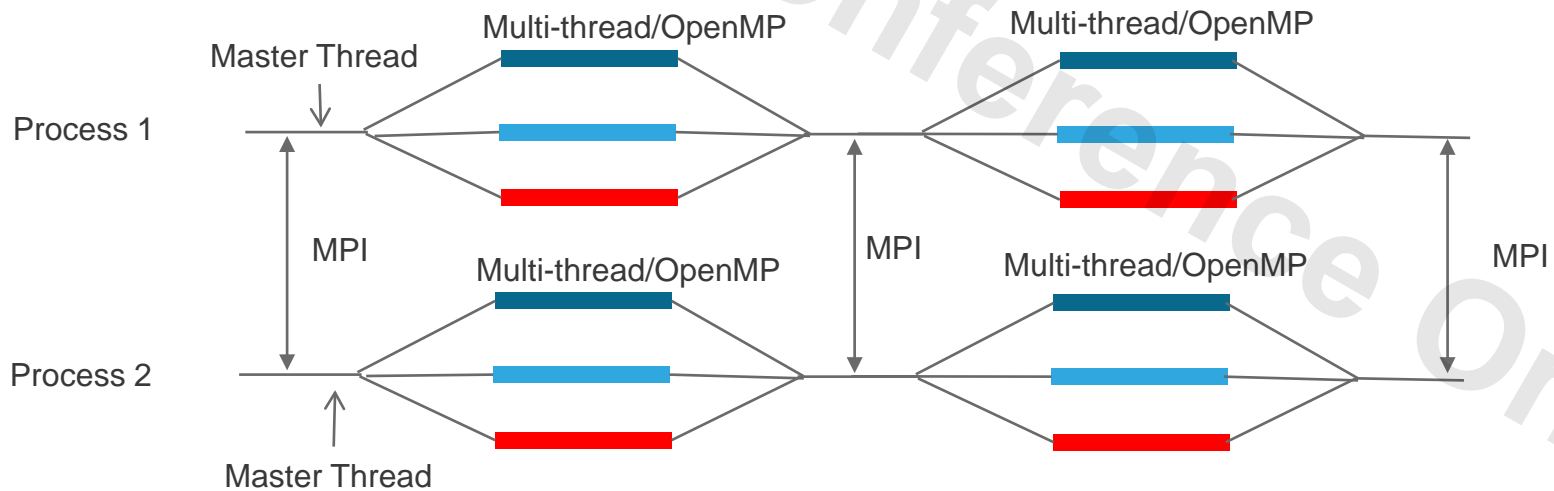 Multi-thread/OpenMP
Multi-thread/OpenMP
Master Thread
Process 1
MPI
MPI
MPI
Multi-thread/OpenMP
Multi-thread/OpenMP
Process 2
Master Thread